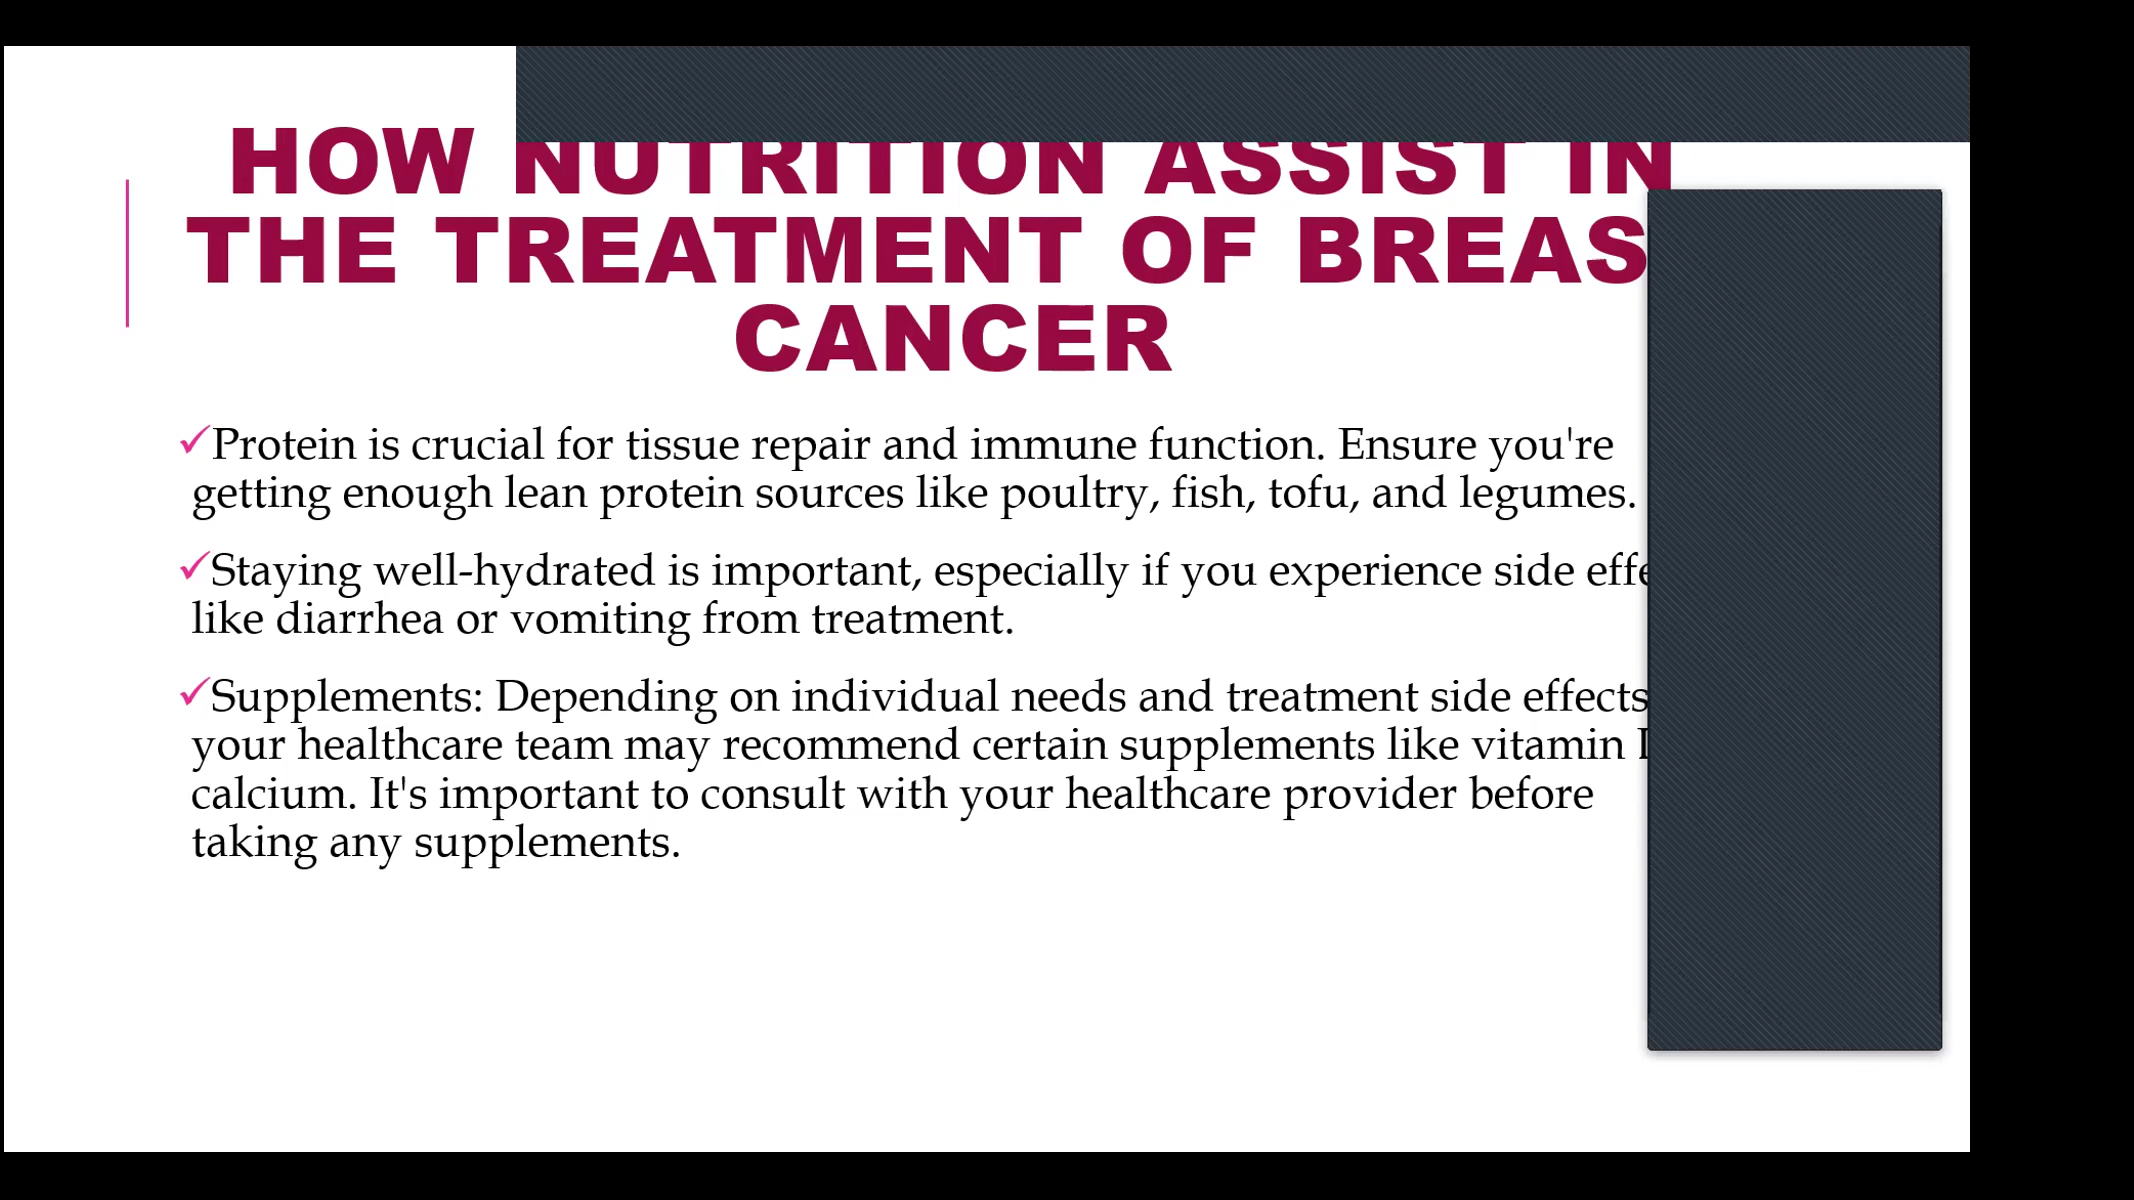 HOW NUTRITION ASSIST IN
THE TREATMENT OF BREAS
CANCER
✓Protein is crucial for tissue repair and immune function. Ensure you're
getting enough lean protein sources like poultry, fish, tofu, and legumes.
✓Staying well-hydrated is important, especially if you experience side effe
like diarrhea or vomiting from treatment.
✓Supplements: Depending on individual needs and treatment side effects
your healthcare team may recommend certain supplements like vitamin
calcium. It's important to consult with your healthcare provider before
taking any supplements.